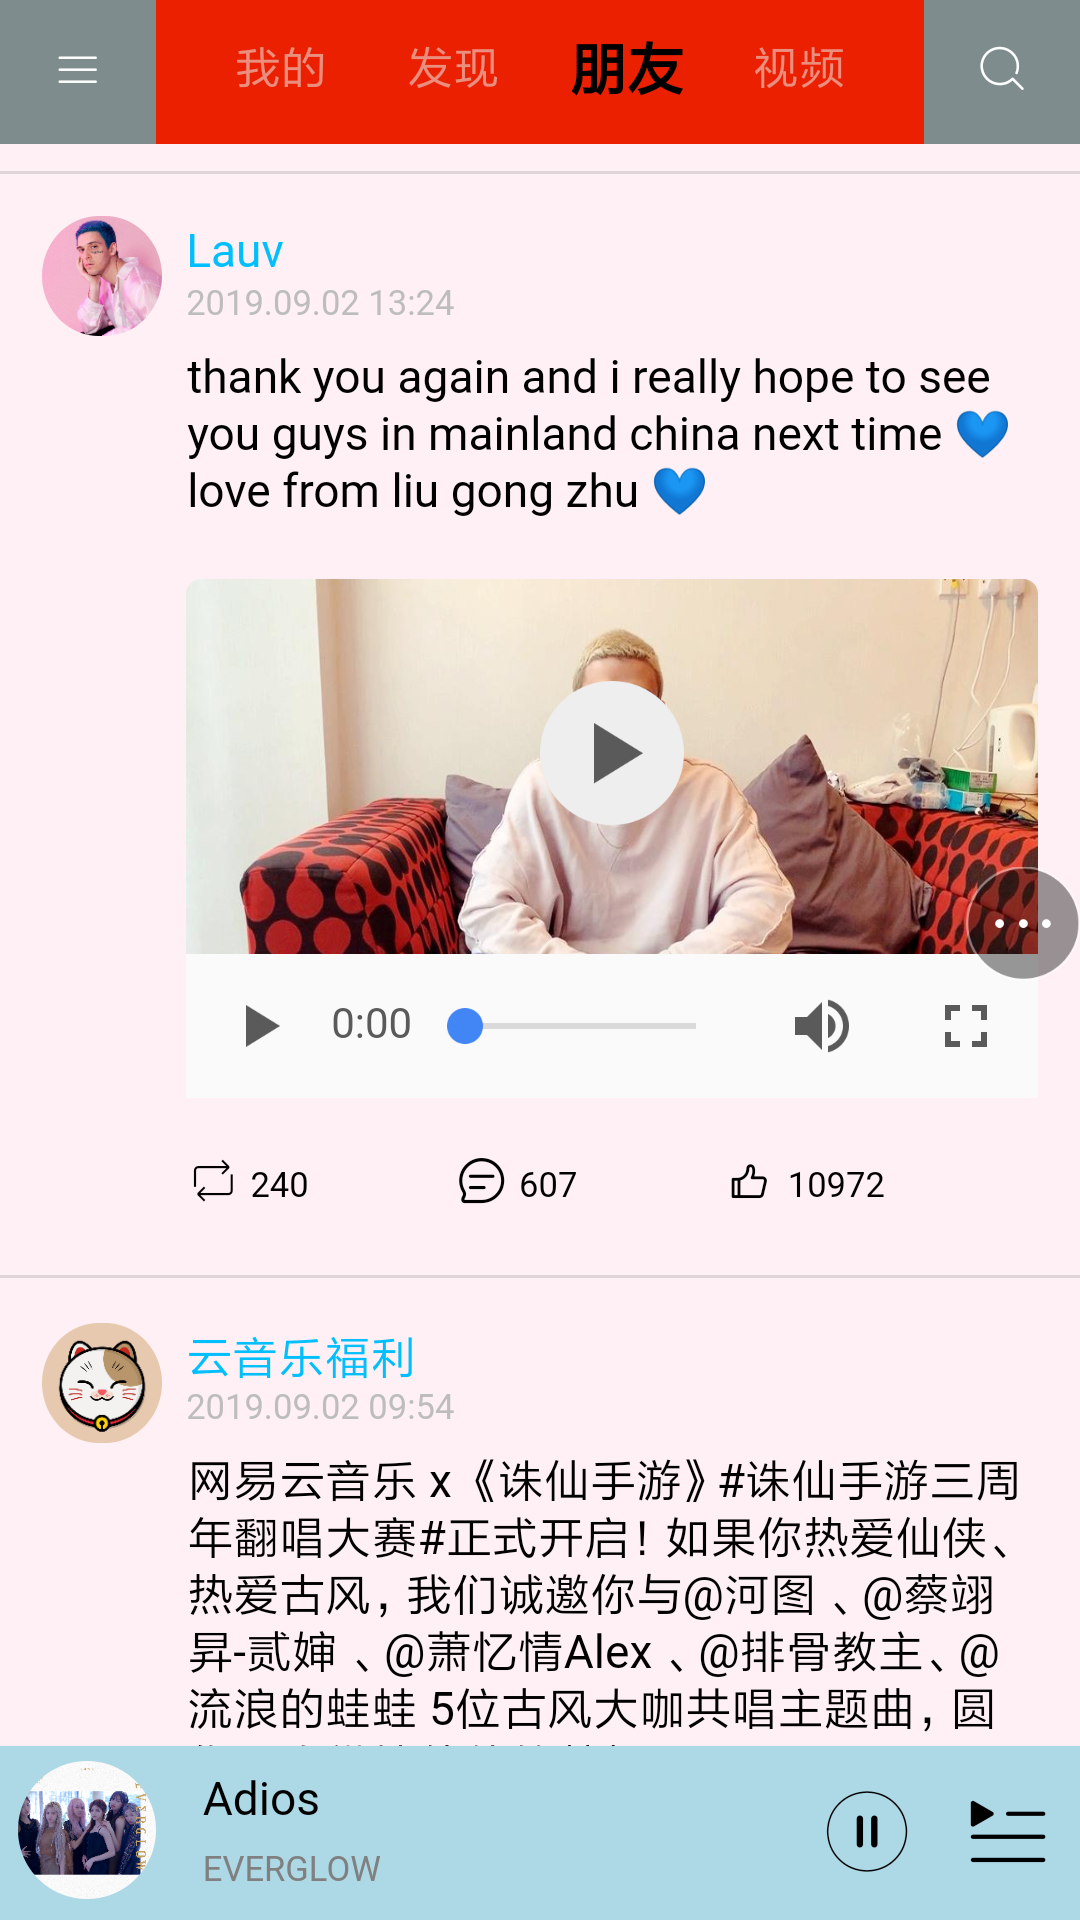 我的 发现 朋友 视频
Lauv
2019.09.02 13:24
thank you again and i really hope to see
you guys in mainland china next time 💙
love from liu gong zhu 💙
0:00
240 607 10972
云音乐福利
2019.09.02 09:54
网易云音乐 x《诛仙手游》#诛仙手游三周
年翻唱大赛#正式开启！如果你热爱仙侠、
热爱古风，我们诚邀你与@河图 、@蔡翊
昇-贰婶 、@萧忆情Alex 、@排骨教主、@
流浪的蛙蛙 5位古风大咖共唱主题曲，圆
Adios
EVERGLOW